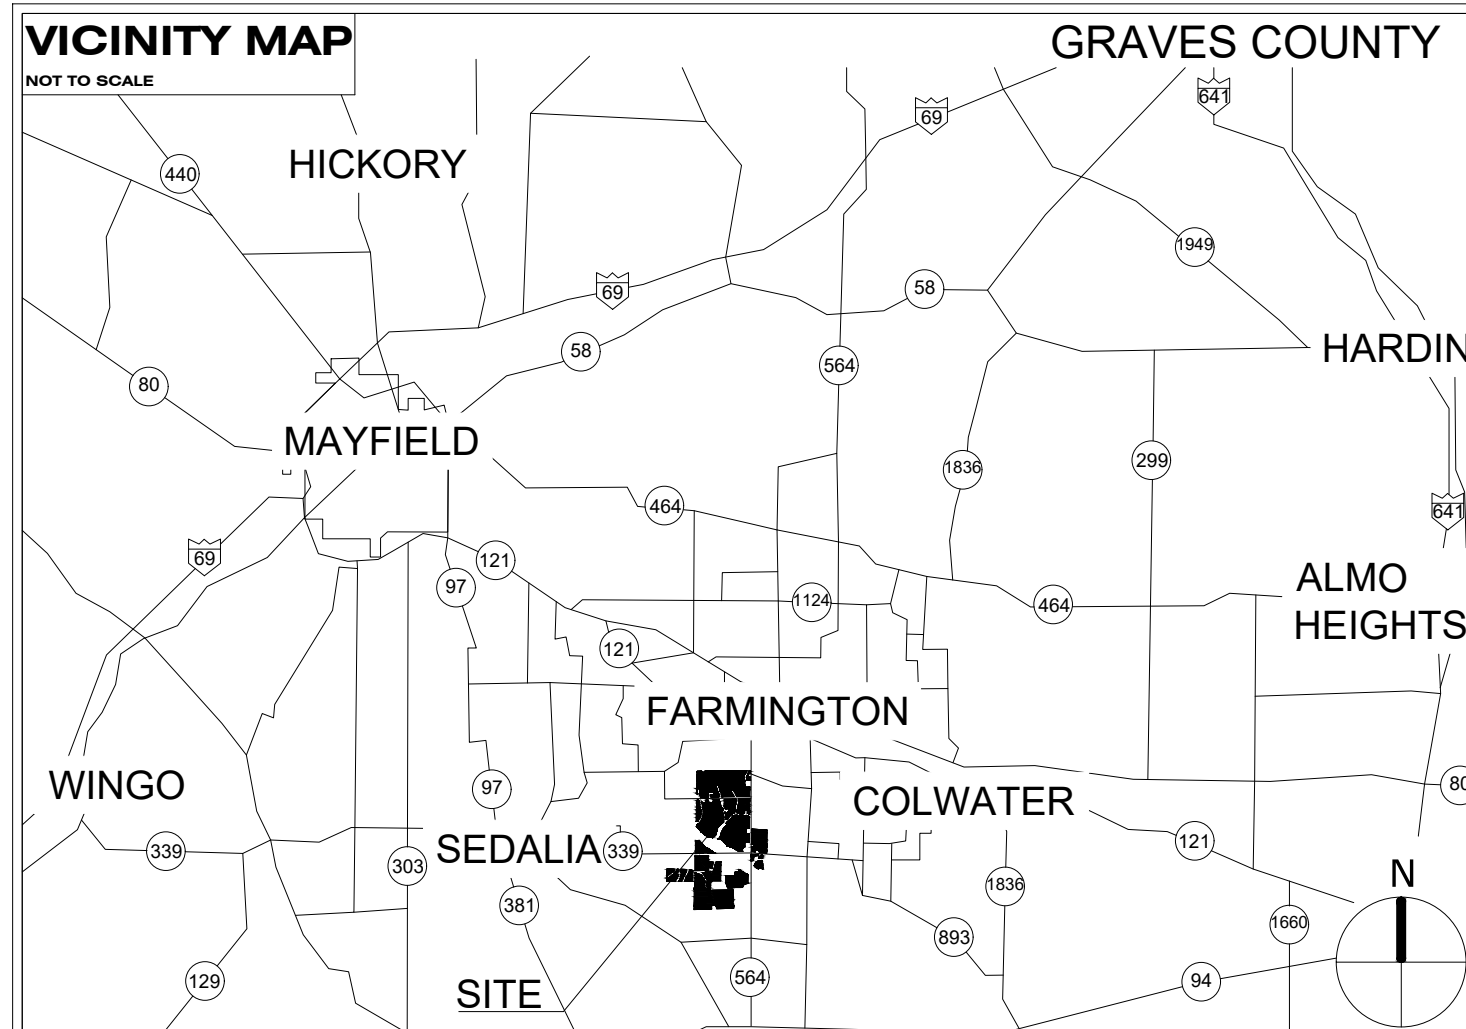 VICINITY MAP
NOT TO SCALE
GRAVES COUNTY
641
69
HICKORY
440
1949
69
58
58
HARDIN
564
80
MAYFIELD
1836
299
464
641
69
121
97
ALMO
HEIGHTS
1124
464
121
FARMINGTON
WINGO
97
COLWATER
80
SEDALIA
339
339
121
303
1836
N
381
1660
893
564
129
94
SITE